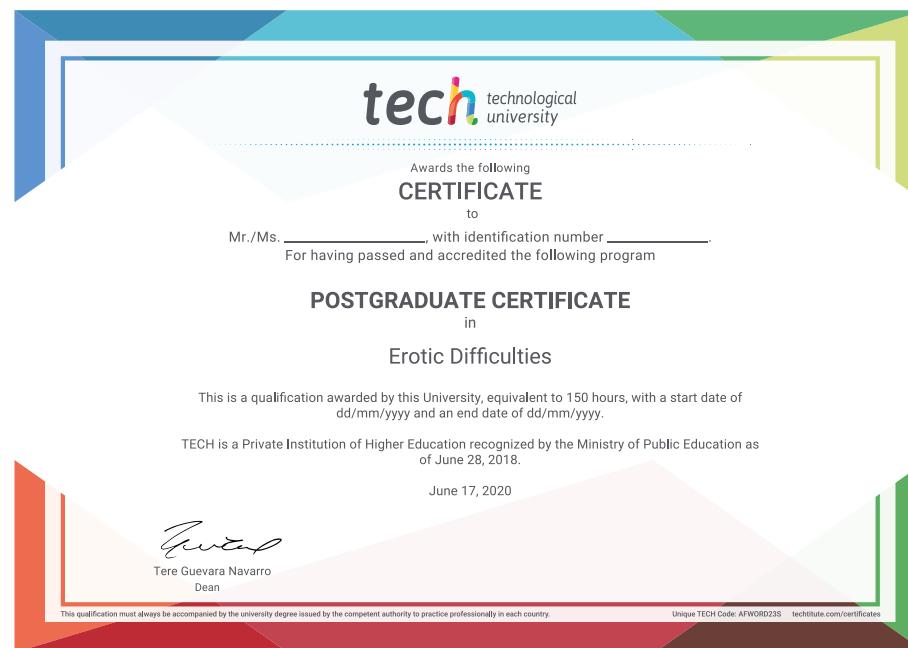 tech technological
university
Awards the following
CERTIFICATE
to
Mr./Ms. ____________________, with identification number ______________.
For having passed and accredited the following program
POSTGRADUATE CERTIFICATE
in
Erotic Difficulties
This is a qualification awarded by this University, equivalent to 150 hours, with a start date of
dd/mm/yyyy and an end date of dd/mm/yyyy.
TECH is a Private Institution of Higher Education recognized by the Ministry of Public Education as
of June 28, 2018.
June 17, 2020
Tere Guevara Navarro
Dean
This qualification must always be accompanied by the university degree issued by the competent authority to practice professionally in each country. Unique TECH Code: AFWORD23S techtitute.com/certificates